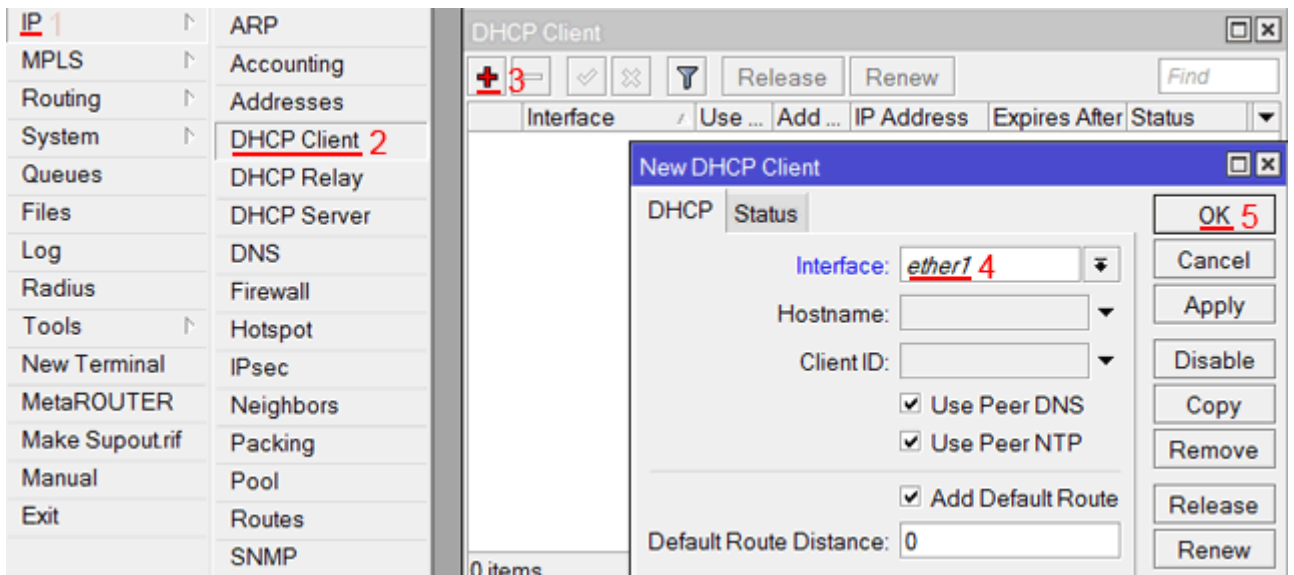 IP 1
MPLS
Routing
System
Queues
Files
Log
Radius
Tools
New Terminal
MetaROUTER
Make Supout.rif
Manual
Exit
ARP
Accounting
Addresses
DHCP Client 2
DHCP Relay
DHCP Server
DNS
Firewall
Hotspot
IPsec
Neighbors
Packing
Pool
Routes
SNMP
DHCP Client
3 Release Renew Find
Interface Use ... Add ... IP Address Expires After Status
0 items
New DHCP Client
DHCP Status
Interface: ether1 4
Hostname:
Client ID:
Use Peer DNS
Use Peer NTP
Add Default Route
Default Route Distance: 0
OK 5
Cancel
Apply
Disable
Copy
Remove
Release
Renew